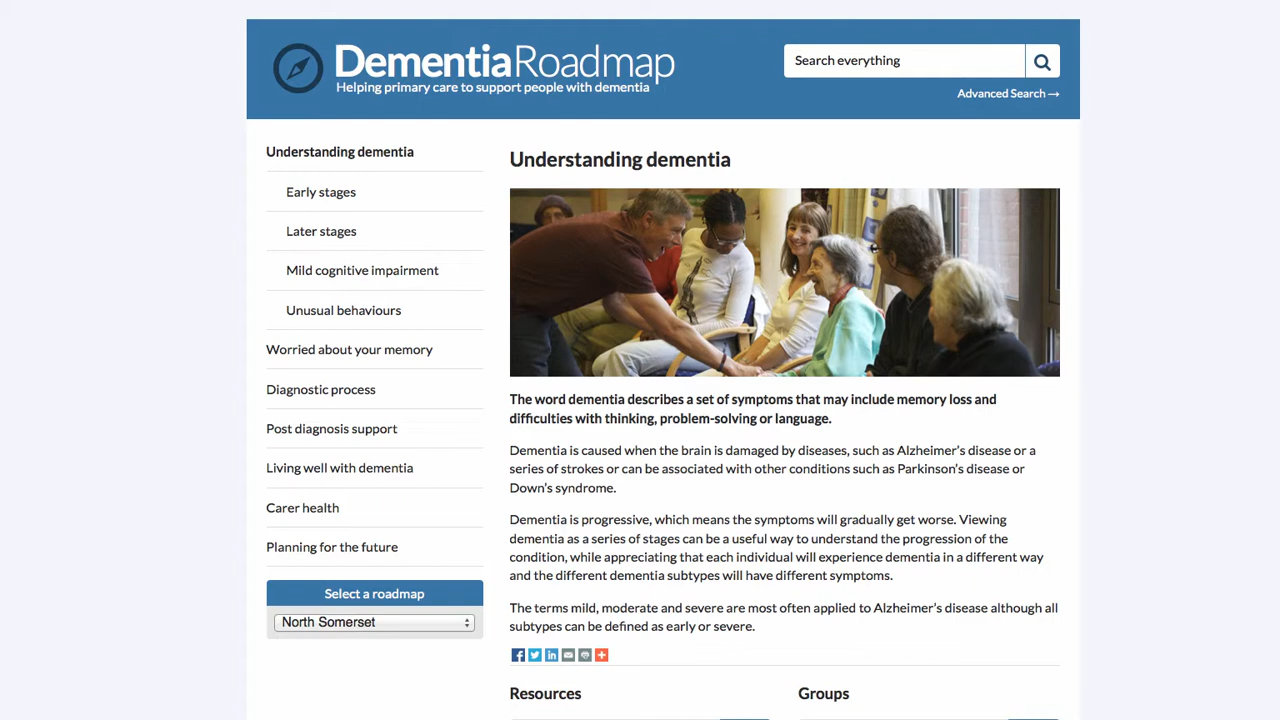 DementiaRoadmap
Helping primary care to support people with dementia
Search everything
Advanced Search →
Understanding dementia
Early stages
Later stages
Mild cognitive impairment
Unusual behaviours
Worried about your memory
Diagnostic process
Post diagnosis support
Living well with dementia
Carer health
Planning for the future
Select a roadmap
North Somerset
Understanding dementia
The word dementia describes a set of symptoms that may include memory loss and
difficulties with thinking, problem-solving or language.
Dementia is caused when the brain is damaged by diseases, such as Alzheimer's disease or a
series of strokes or can be associated with other conditions such as Parkinson's disease or
Down's syndrome.
Dementia is progressive, which means the symptoms will gradually get worse. Viewing
dementia as a series of stages can be a useful way to understand the progression of the
condition, while appreciating that each individual will experience dementia in a different way
and the different dementia subtypes will have different symptoms.
The terms mild, moderate and severe are most often applied to Alzheimer's disease although all
subtypes can be defined as early or severe.
Resources
Groups